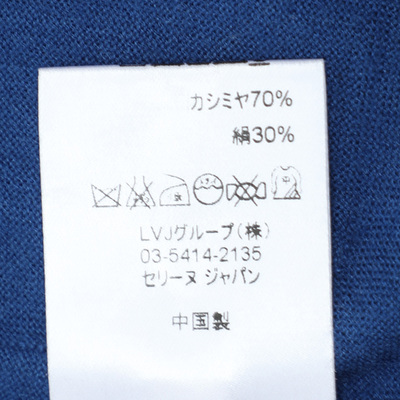 カシミヤ70%
絹30%
LVJグループ(株)
03-5414-2135
セリーヌ ジャパン
中国製